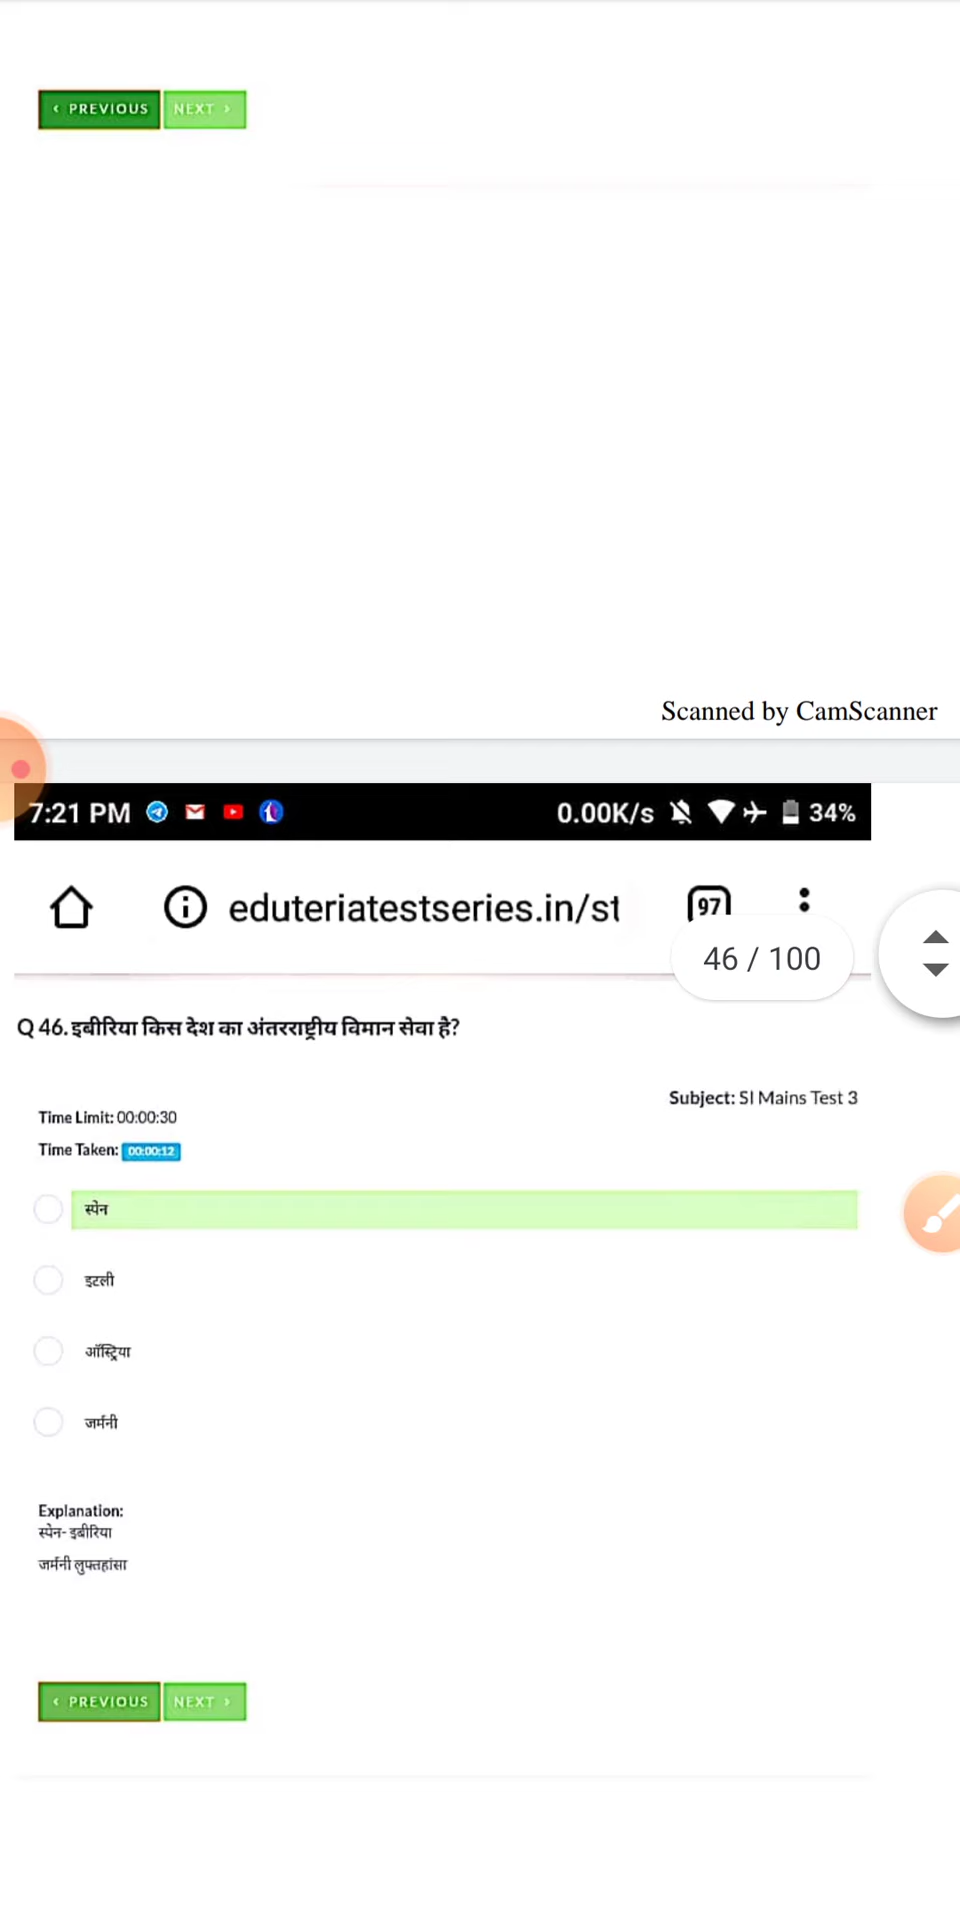 ‹ PREVIOUS NEXT ›
Scanned by CamScanner
7:21 PM 0.00K/s 34%
eduteriatestseries.in/st 97
46 / 100
Q 46. इबीरिया किस देश का अंतरराष्ट्रीय विमान सेवा है?
Subject: SI Mains Test 3
Time Limit: 00:00:30
Time Taken: 00:00:12
स्पेन
इटली
ऑस्ट्रिया
जर्मनी
Explanation:
स्पेन- इबीरिया
जर्मनी लुफ्तहांसा
‹ PREVIOUS NEXT ›